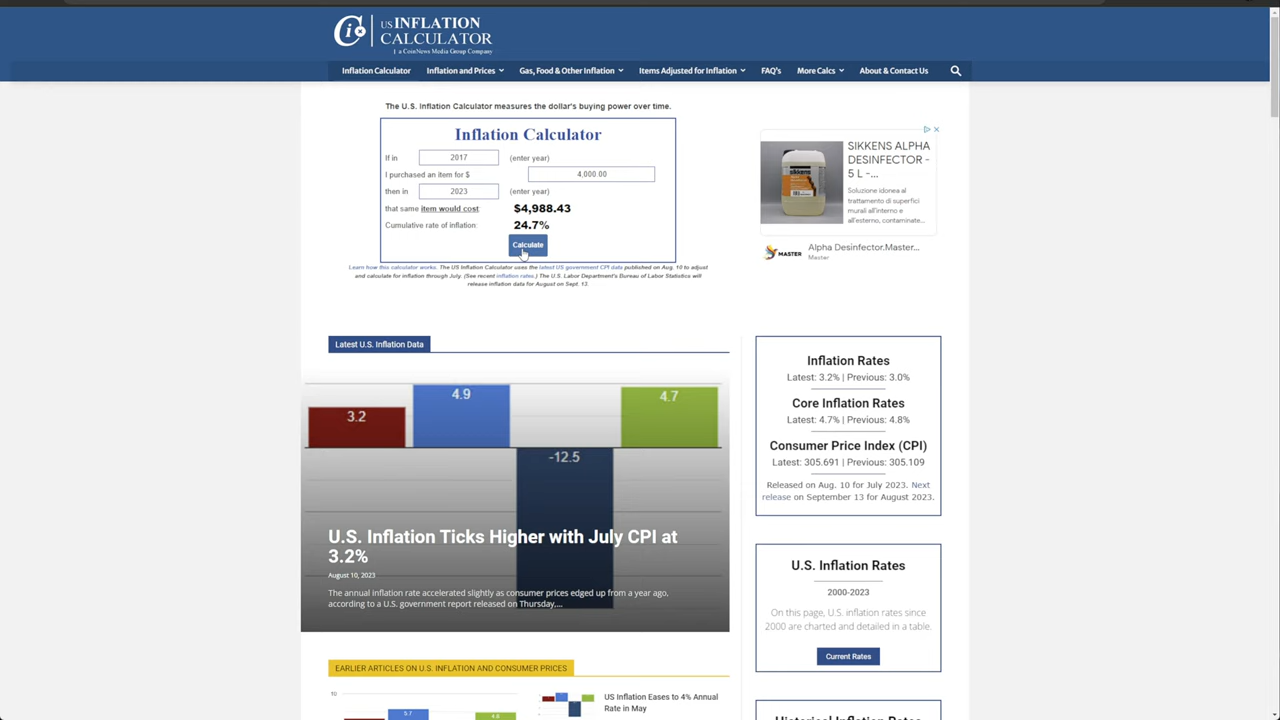 US INFLATION
CALCULATOR
a CoinNews Media Group Company
Inflation Calculator Inflation and Prices Gas, Food & Other Inflation Items Adjusted for Inflation FAQ's More Calcs About & Contact Us
The U.S. Inflation Calculator measures the dollar's buying power over time.
Inflation Calculator
If in 2017 (enter year)
I purchased an item for $ 4,000.00
then in 2023 (enter year)
that same item would cost: $4,988.43
Cumulative rate of inflation: 24.7%
Calculate
Learn how this calculator works. The US Inflation Calculator uses the latest US government CPI data published on Aug. 10 to adjust
and calculate for inflation through July. (See recent inflation rates.) The U.S. Labor Department's Bureau of Labor Statistics will
release inflation data for August on Sept. 13.
SIKKENS ALPHA
DESINFECTOR -
5 L -...
Soluzione idonea al
trattamento di superfici
murali all'interno e
all'esterno, contaminate...
MASTER
Alpha Desinfector.Master...
Master
Latest U.S. Inflation Data
3.2
4.9
-12.5
4.7
U.S. Inflation Ticks Higher with July CPI at
3.2%
August 10, 2023
The annual inflation rate accelerated slightly as consumer prices edged up from a year ago,
according to a U.S. government report released on Thursday,...
Inflation Rates
Latest: 3.2% | Previous: 3.0%
Core Inflation Rates
Latest: 4.7% | Previous: 4.8%
Consumer Price Index (CPI)
Latest: 305.691 | Previous: 305.109
Released on Aug. 10 for July 2023. Next
release on September 13 for August 2023.
U.S. Inflation Rates
2000-2023
On this page, U.S. inflation rates since
2000 are charted and detailed in a table.
Current Rates
EARLIER ARTICLES ON U.S. INFLATION AND CONSUMER PRICES
10
5.7
4.8
US Inflation Eases to 4% Annual
Rate in May
Historical Inflation Rates